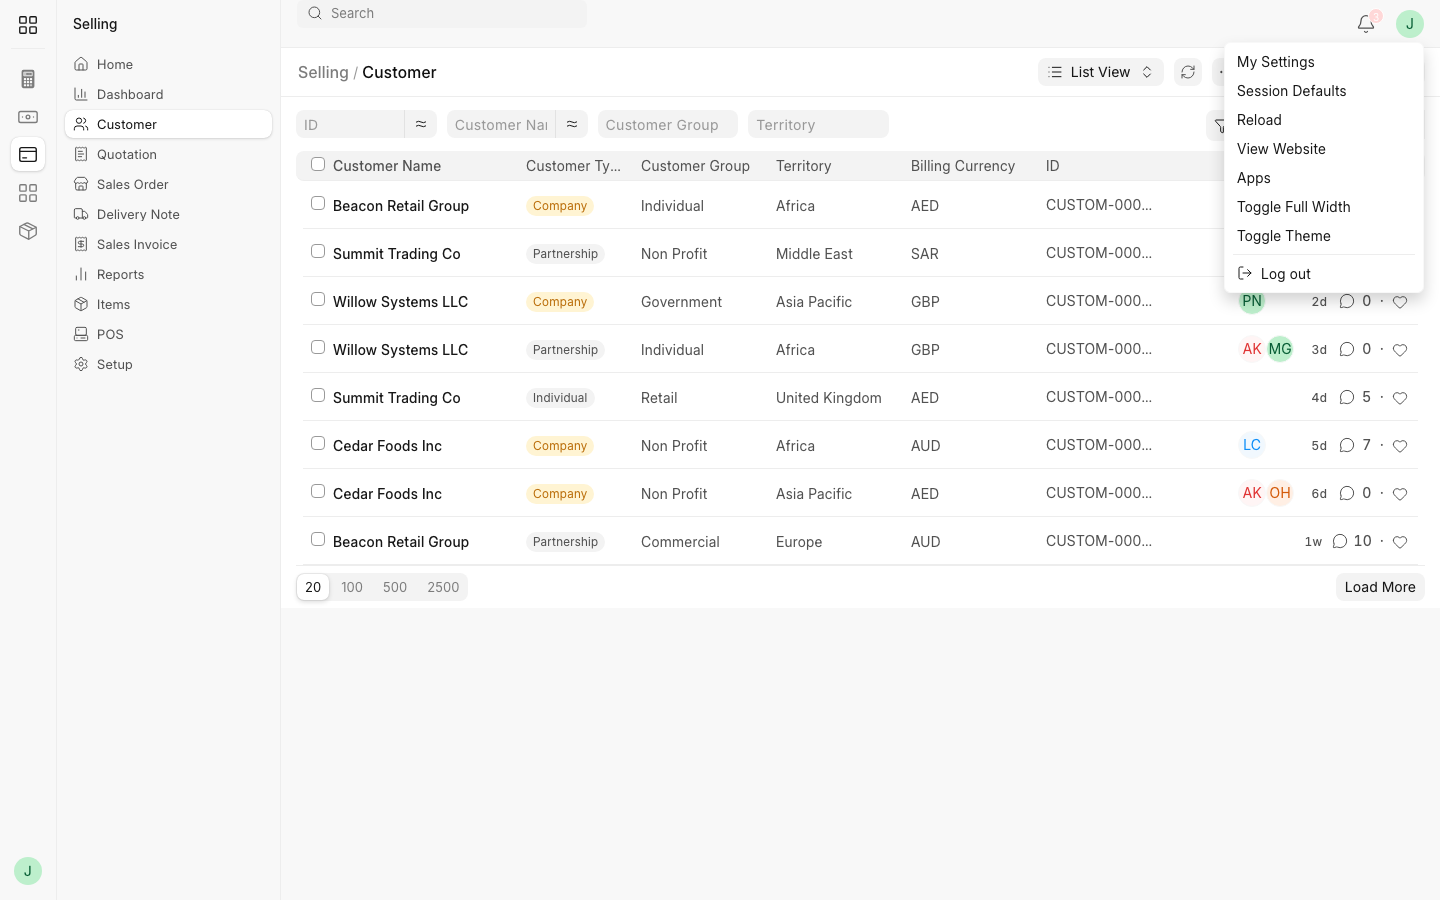 Selling
Search
J
Home
Dashboard
Customer
Quotation
Sales Order
Delivery Note
Sales Invoice
Reports
Items
POS
Setup
J
Selling / Customer
List View
My Settings
Session Defaults
Reload
View Website
Apps
Toggle Full Width
Toggle Theme
Log out
ID ≈ Customer Nar ≈ Customer Group Territory
Customer Name Customer Ty... Customer Group Territory Billing Currency ID
Beacon Retail Group Company Individual Africa AED CUSTOM-000...
Summit Trading Co Partnership Non Profit Middle East SAR CUSTOM-000...
Willow Systems LLC Company Government Asia Pacific GBP CUSTOM-000... PN 2d 0
Willow Systems LLC Partnership Individual Africa GBP CUSTOM-000... AK MG 3d 0 ·
Summit Trading Co Individual Retail United Kingdom AED CUSTOM-000... 4d 5 ·
Cedar Foods Inc Company Non Profit Africa AUD CUSTOM-000... LC 5d 7 ·
Cedar Foods Inc Company Non Profit Asia Pacific AED CUSTOM-000... AK OH 6d 0 ·
Beacon Retail Group Partnership Commercial Europe AUD CUSTOM-000... 1w 10 ·
20 100 500 2500
Load More